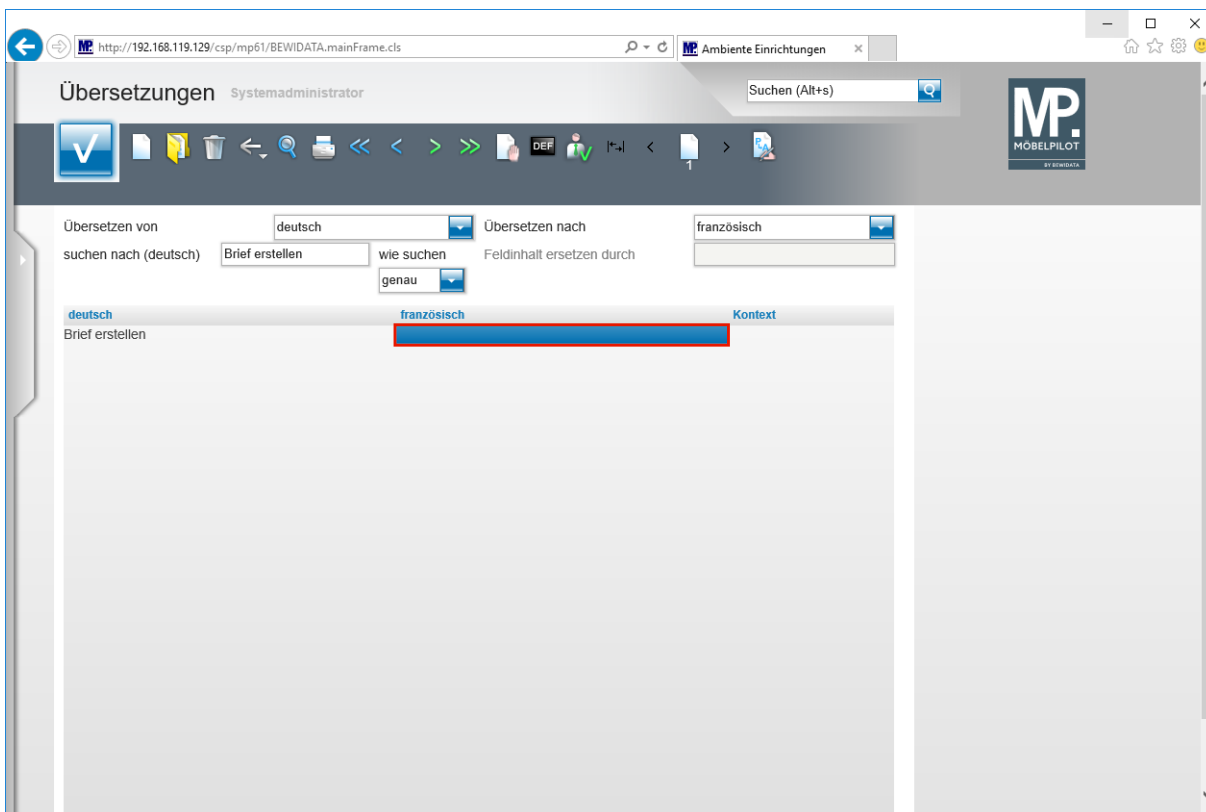 http://192.168.119.129/csp/mp61/BEWIDATA.mainFrame.cls
MP. Ambiente Einrichtungen
Übersetzungen Systemadministrator
Suchen (Alt+s)
MP.
MÖBELPILOT
BY BEWIDATA
DEF
1
Übersetzen von deutsch Übersetzen nach französisch
suchen nach (deutsch) Brief erstellen wie suchen Feldinhalt ersetzen durch
genau
deutsch französisch Kontext
Brief erstellen